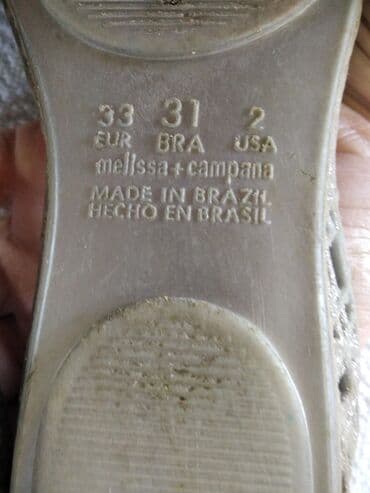 33 31 2
EUR BRA USA
melissa+campana
MADE IN BRAZIL
HECHO EN BRASIL